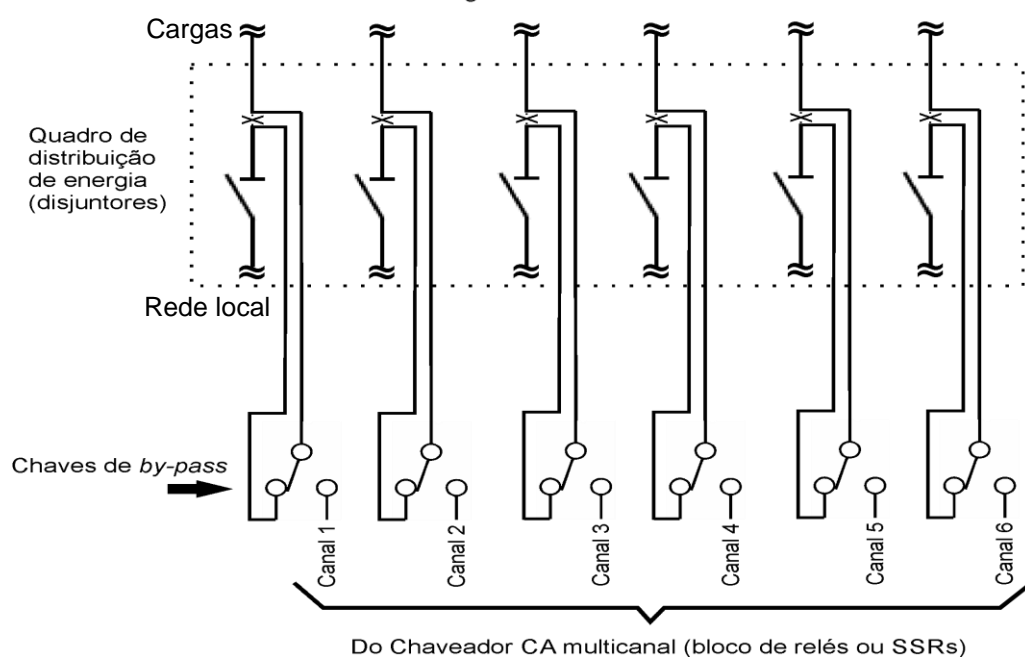 Cargas
Quadro de
distribuição
de energia
(disjuntores)
Rede local
Chaves de by-pass
Canal 1
Canal 2
Canal 3
Canal 4
Canal 5
Canal 6
Do Chaveador CA multicanal (bloco de relés ou SSRs)